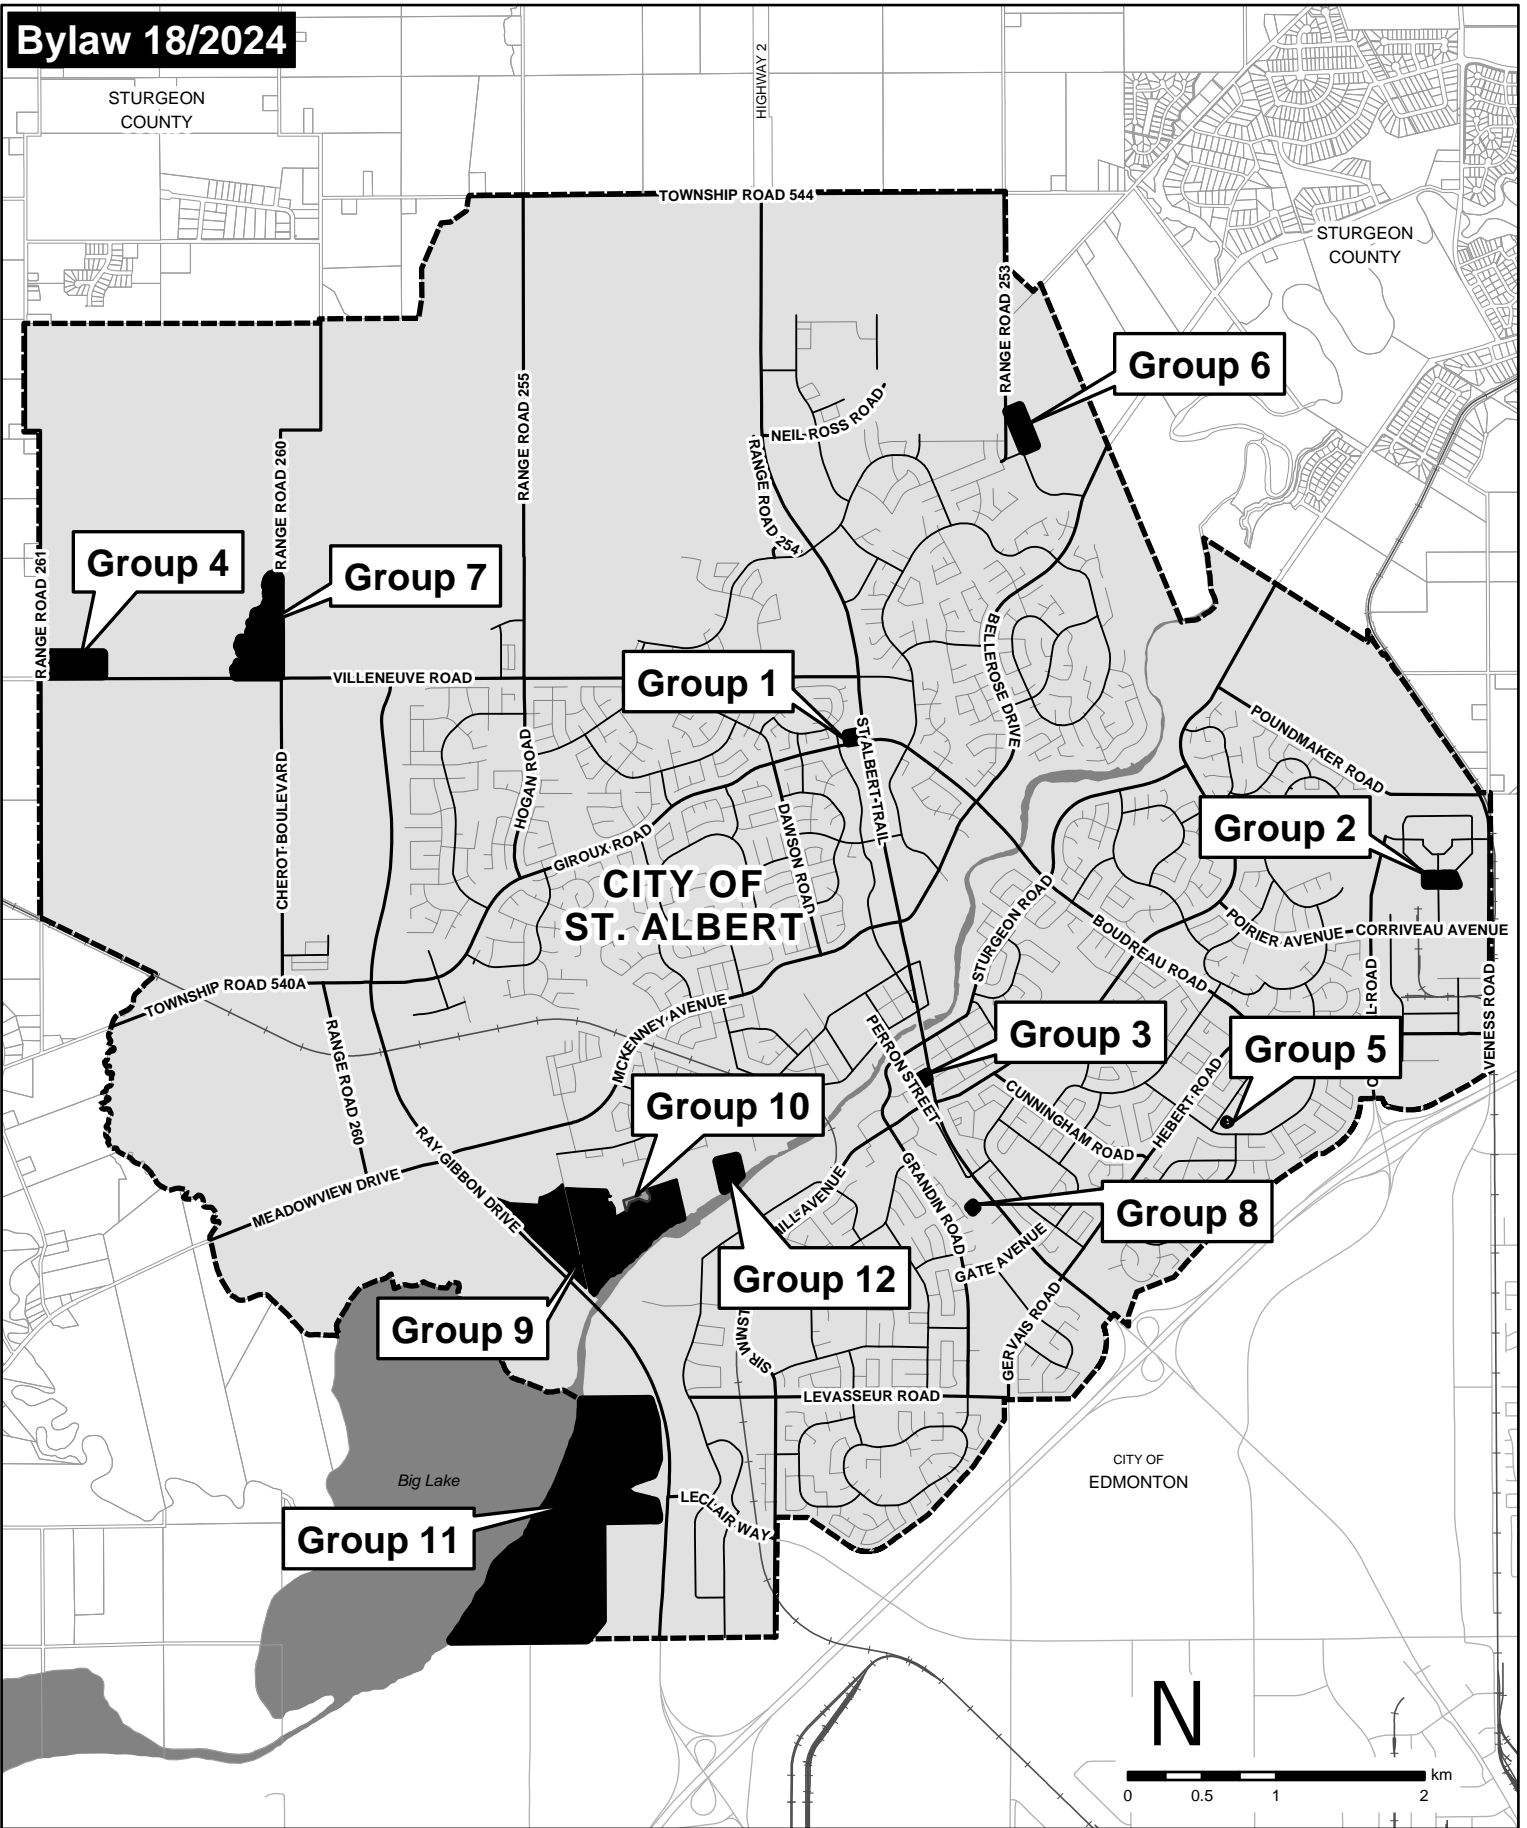 Bylaw 18/2024
STURGEON
COUNTY
HIGHWAY 2
TOWNSHIP ROAD 544
STURGEON
COUNTY
RANGE ROAD 253
Group 6
RANGE ROAD 255
NEIL ROSS ROAD
RANGE ROAD 260
RANGE ROAD 254
RANGE ROAD 261
Group 4
Group 7
BELLEROSE DRIVE
VILLENEUVE ROAD
Group 1
ST. ALBERT TRAIL
POUNDMAKER ROAD
HOGAN ROAD
CHEROT BOULEVARD
DAWSON ROAD
GIROUX ROAD
Group 2
CITY OF
ST. ALBERT
STURGEON ROAD
BOUDREAU ROAD
POIRIER AVENUE
CORRIVEAU AVENUE
TOWNSHIP ROAD 540A
MCKENNEY AVENUE
RANGE ROAD 260
PERRON STREET
Group 3
Group 5
VENESS ROAD
CUNNINGHAM ROAD
HEBERT ROAD
Group 10
RAY GIBBON DRIVE
MEADOWVIEW DRIVE
GRANDIN ROAD
AVENUE
Group 8
GATE AVENUE
Group 12
Group 9
SIR WINST
GERVAIS ROAD
LEVASSEUR ROAD
Big Lake
CITY OF
EDMONTON
LECLAIR WAY
Group 11
N
km
0 0.5 1 2